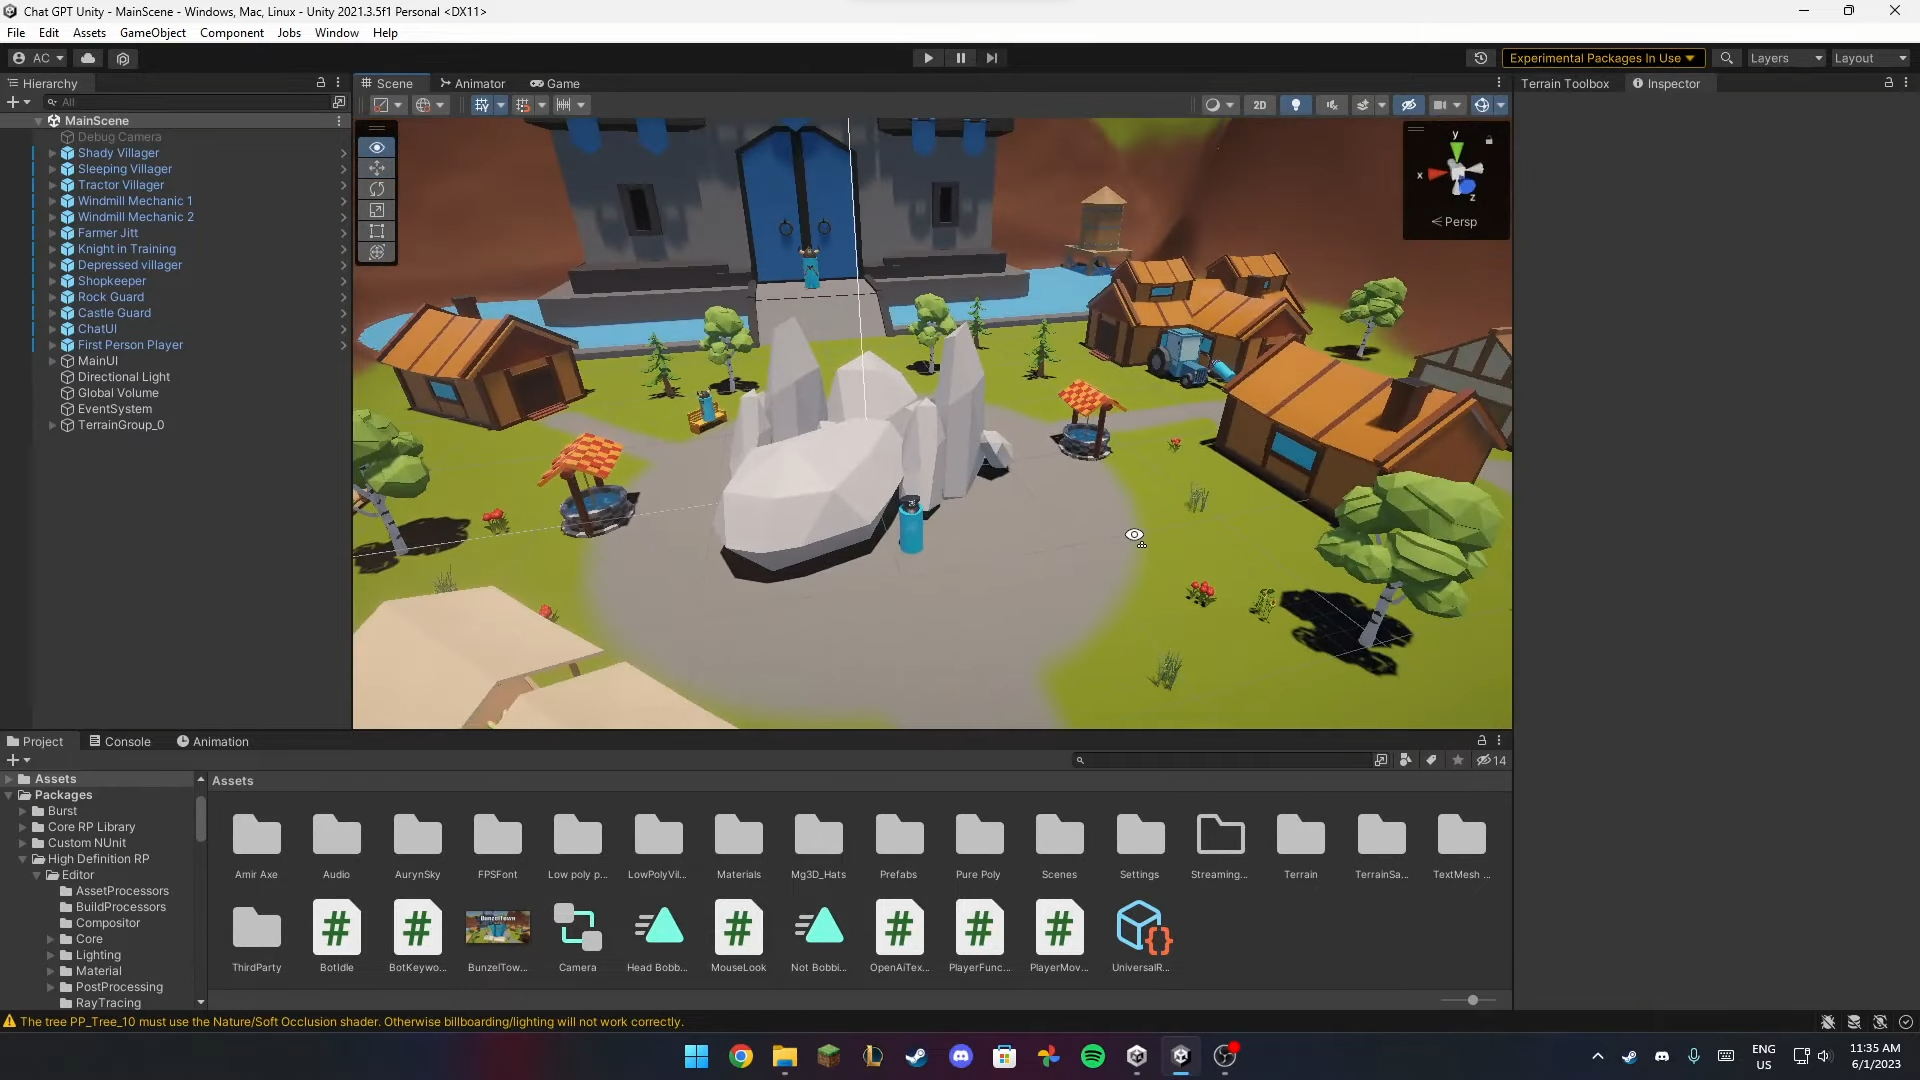 Chat GPT Unity - MainScene - Windows, Mac, Linux - Unity 2021.3.5f1 Personal <DX11>
File Edit Assets GameObject Component Jobs Window Help
AC
Experimental Packages In Use
Layers
Layout
Hierarchy
Scene
Animator
Game
Terrain Toolbox
Inspector
All
2D
MainScene
Debug Camera
Shady Villager
Sleeping Villager
Tractor Villager
Windmill Mechanic 1
Windmill Mechanic 2
Farmer Jitt
Knight in Training
Depressed villager
Shopkeeper
Rock Guard
Castle Guard
ChatUI
First Person Player
MainUI
Directional Light
Global Volume
EventSystem
TerrainGroup_0
y
x
z
< Persp
Project
Console
Animation
14
Assets
Packages
Burst
Core RP Library
Custom NUnit
High Definition RP
Editor
AssetProcessors
BuildProcessors
Compositor
Core
Lighting
Material
PostProcessing
RayTracing
Assets
Amir Axe
Audio
AurynSky
FPSFont
Low poly p...
LowPolyVil...
Materials
Mg3D_Hats
Prefabs
Pure Poly
Scenes
Settings
Streaming...
Terrain
TerrainSa...
TextMesh ...
ThirdParty
BotIdle
BotKeywo...
BunzelTow...
Camera
Head Bobb...
MouseLook
Not Bobbi...
OpenAiTex...
PlayerFunc...
PlayerMov...
UniversalR...
The tree PP_Tree_10 must use the Nature/Soft Occlusion shader. Otherwise billboarding/lighting will not work correctly.
ENG
US
11:35 AM
6/1/2023